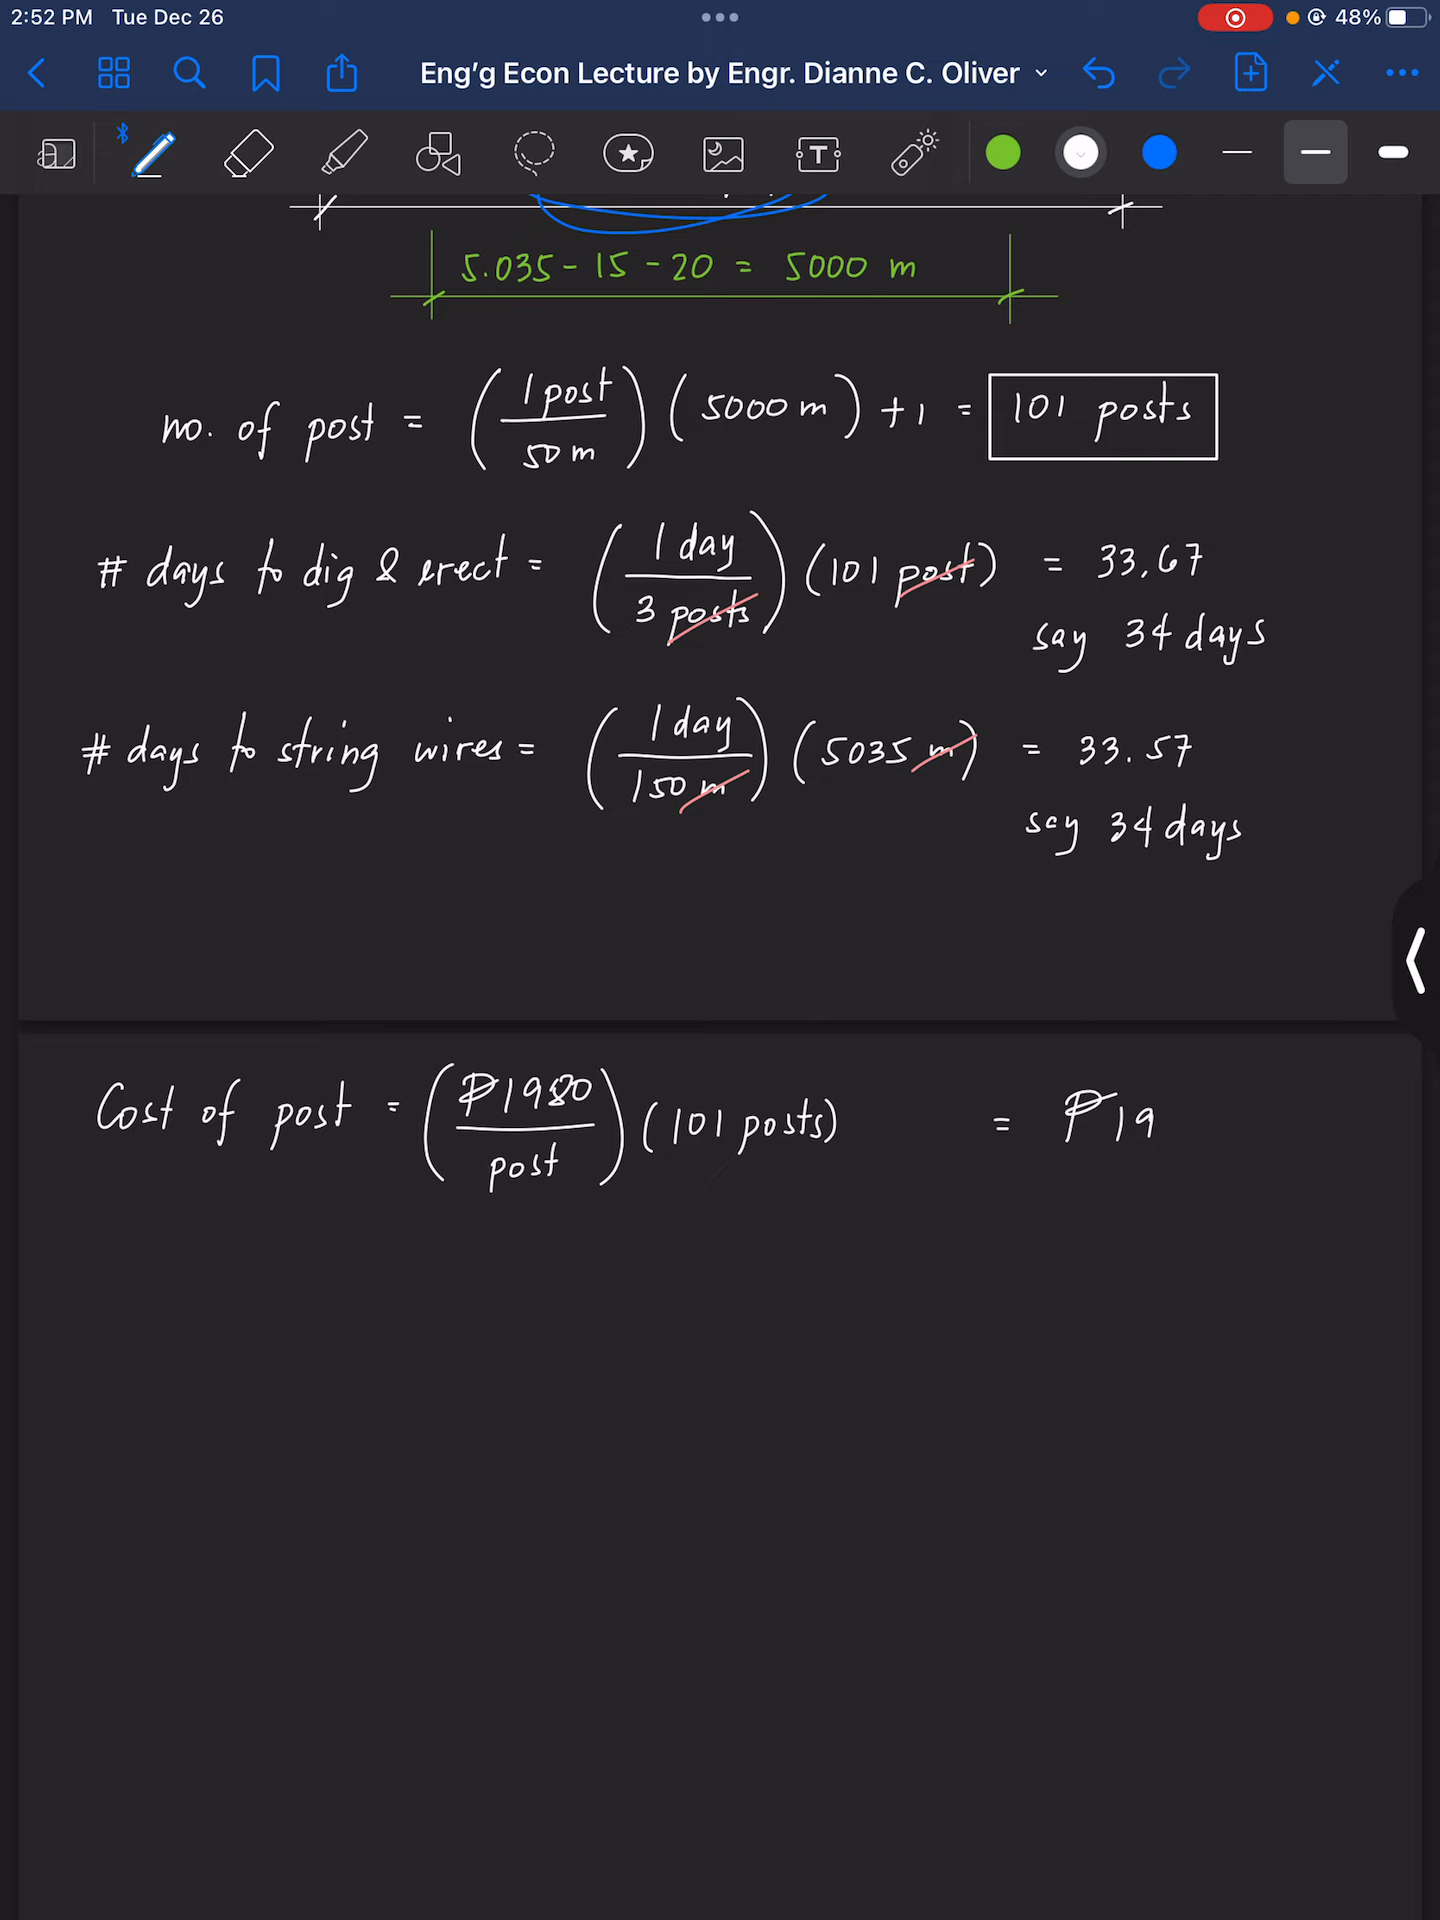 2:52 PM Tue Dec 26
48%
Eng'g Econ Lecture by Engr. Dianne C. Oliver
5.035 - 15 - 20 = 5000 m
no. of post = (1 post / 50 m) (5000 m) + 1 = 101 posts
# days to dig & erect = (1 day / 3 posts) (101 post) = 33.67
say 34 days
# days to string wires = (1 day / 150 m) (5035 m) = 33.57
say 34 days
Cost of post = (₱1980 / post) (101 posts) = ₱19